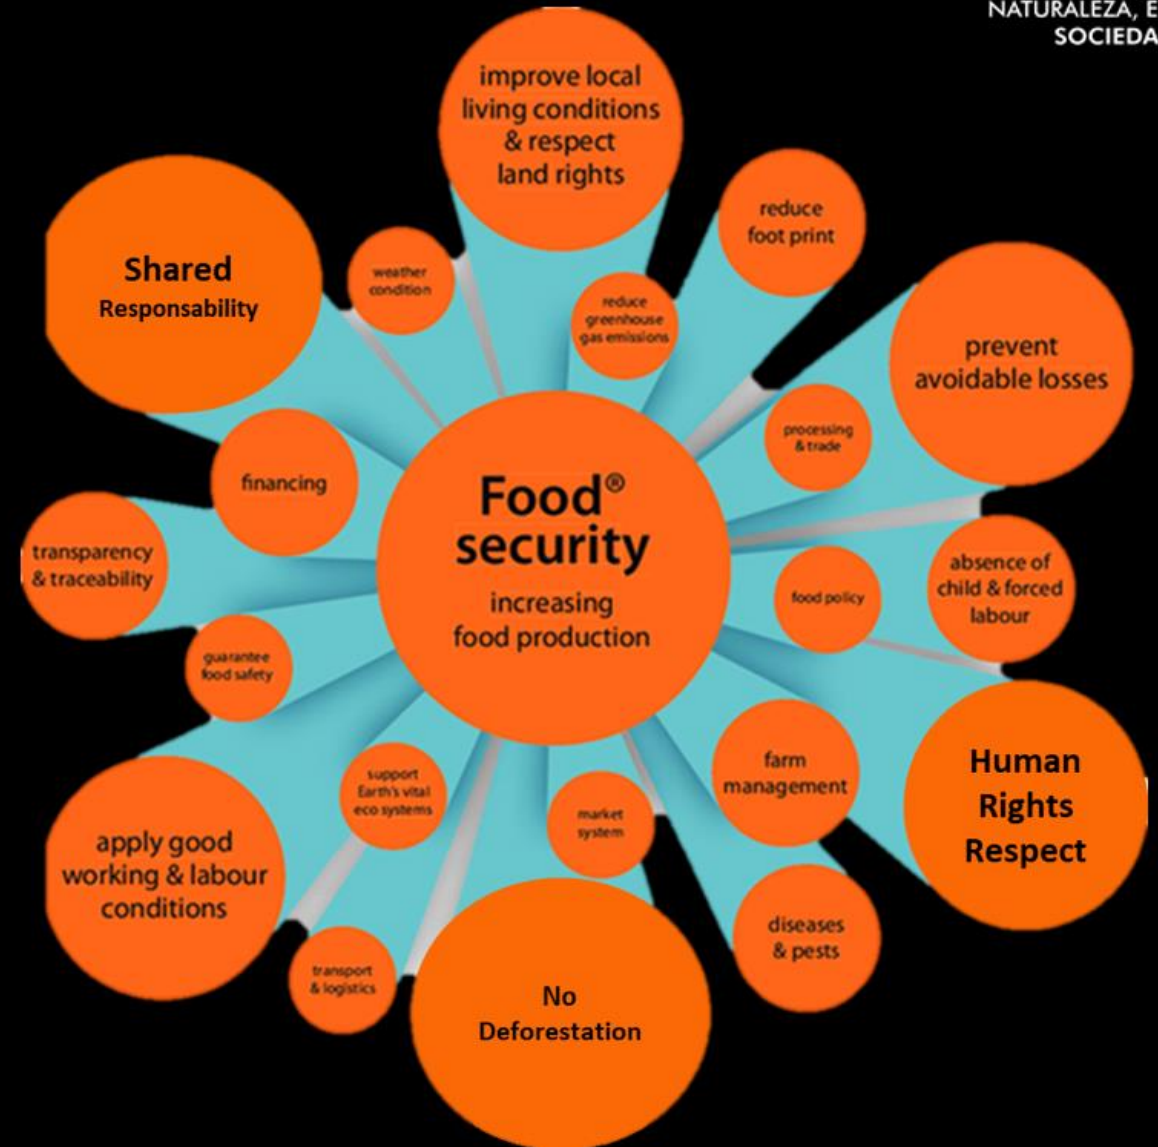 NATURALEZA, E
SOCIEDA
improve local
living conditions
& respect
land rights
reduce
foot print
Shared
Responsability
weather
condition
reduce
greenhouse
gas emissions
prevent
avoidable losses
processing
& trade
financing
Food®
security
increasing
food production
transparency
& traceability
absence of
child & forced
labour
food policy
guarantee
food safety
farm
management
Human
Rights
Respect
support
Earth's vital
eco systems
market
system
apply good
working & labour
conditions
diseases
& pests
transport
& logistics
No
Deforestation